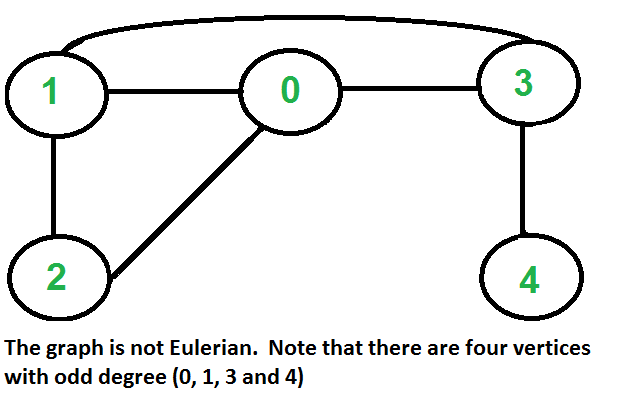 1 0 3
2 4
The graph is not Eulerian. Note that there are four vertices
with odd degree (0, 1, 3 and 4)